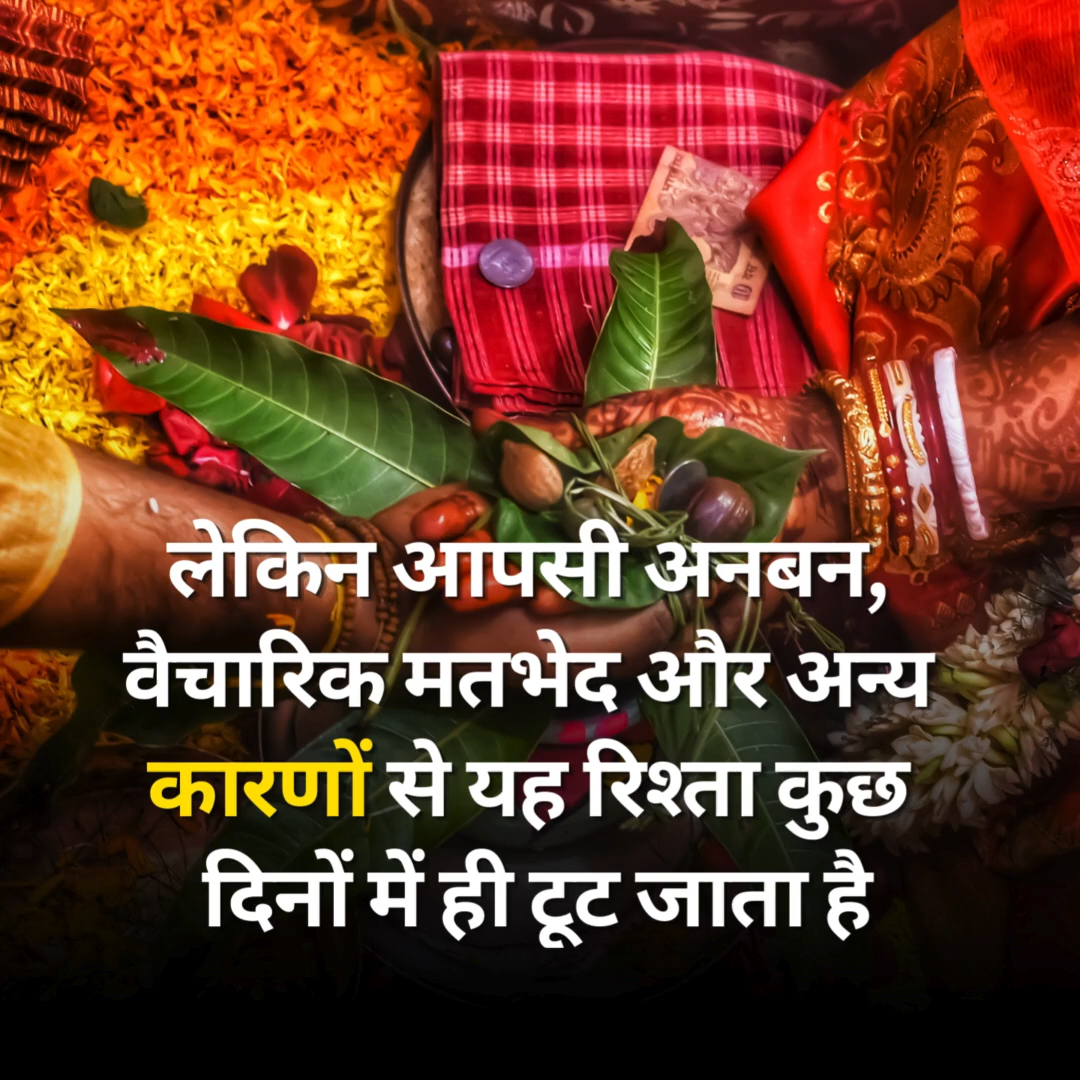 लेकिन आपसी अनबन,
वैचारिक मतभेद और अन्य
कारणों से यह रिश्ता कुछ
दिनों में ही टूट जाता है